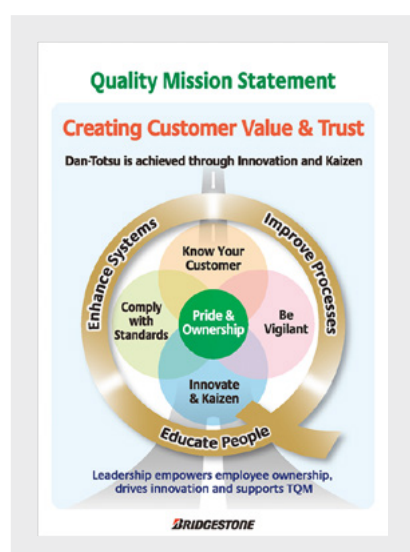 Quality Mission Statement
Creating Customer Value & Trust
Dan-Totsu is achieved through Innovation and Kaizen
Enhance Systems
Improve Processes
Know Your
Customer
Comply
with
Standards
Pride &
Ownership
Be
Vigilant
Innovate
& Kaizen
Educate People
Leadership empowers employee ownership,
drives innovation and supports TQM
BRIDGESTONE